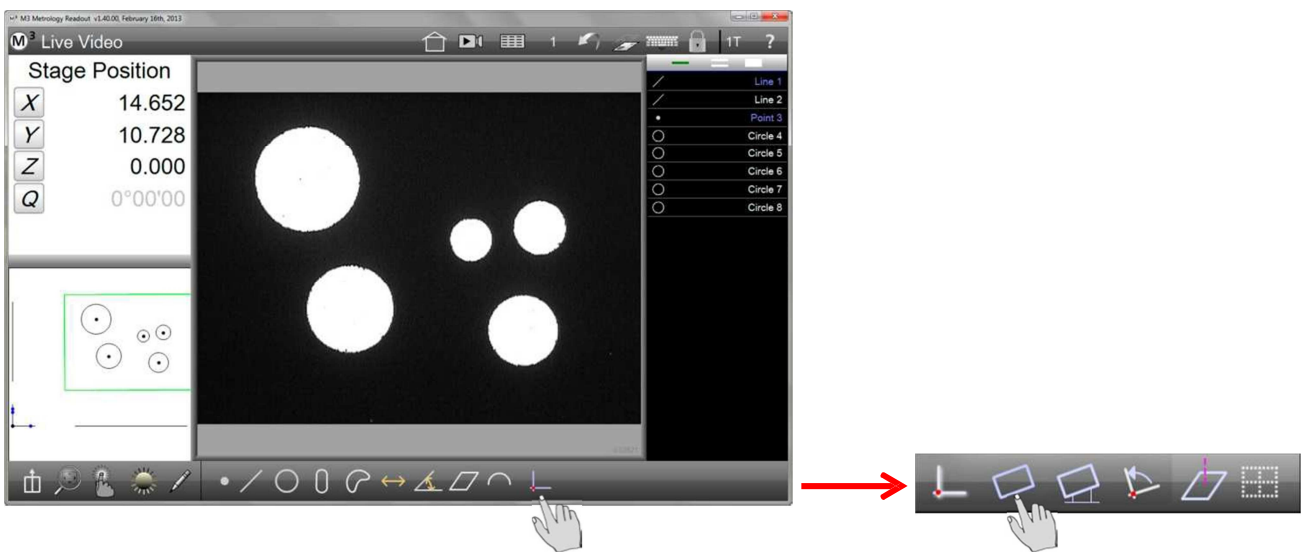 M³ M3 Metrology Readout v1.40.00, February 16th, 2013
M³ Live Video
1
1T
?
Stage Position
X 14.652
Y 10.728
Z 0.000
Q 0°00'00
Line 1
Line 2
Point 3
Circle 4
Circle 5
Circle 6
Circle 7
Circle 8